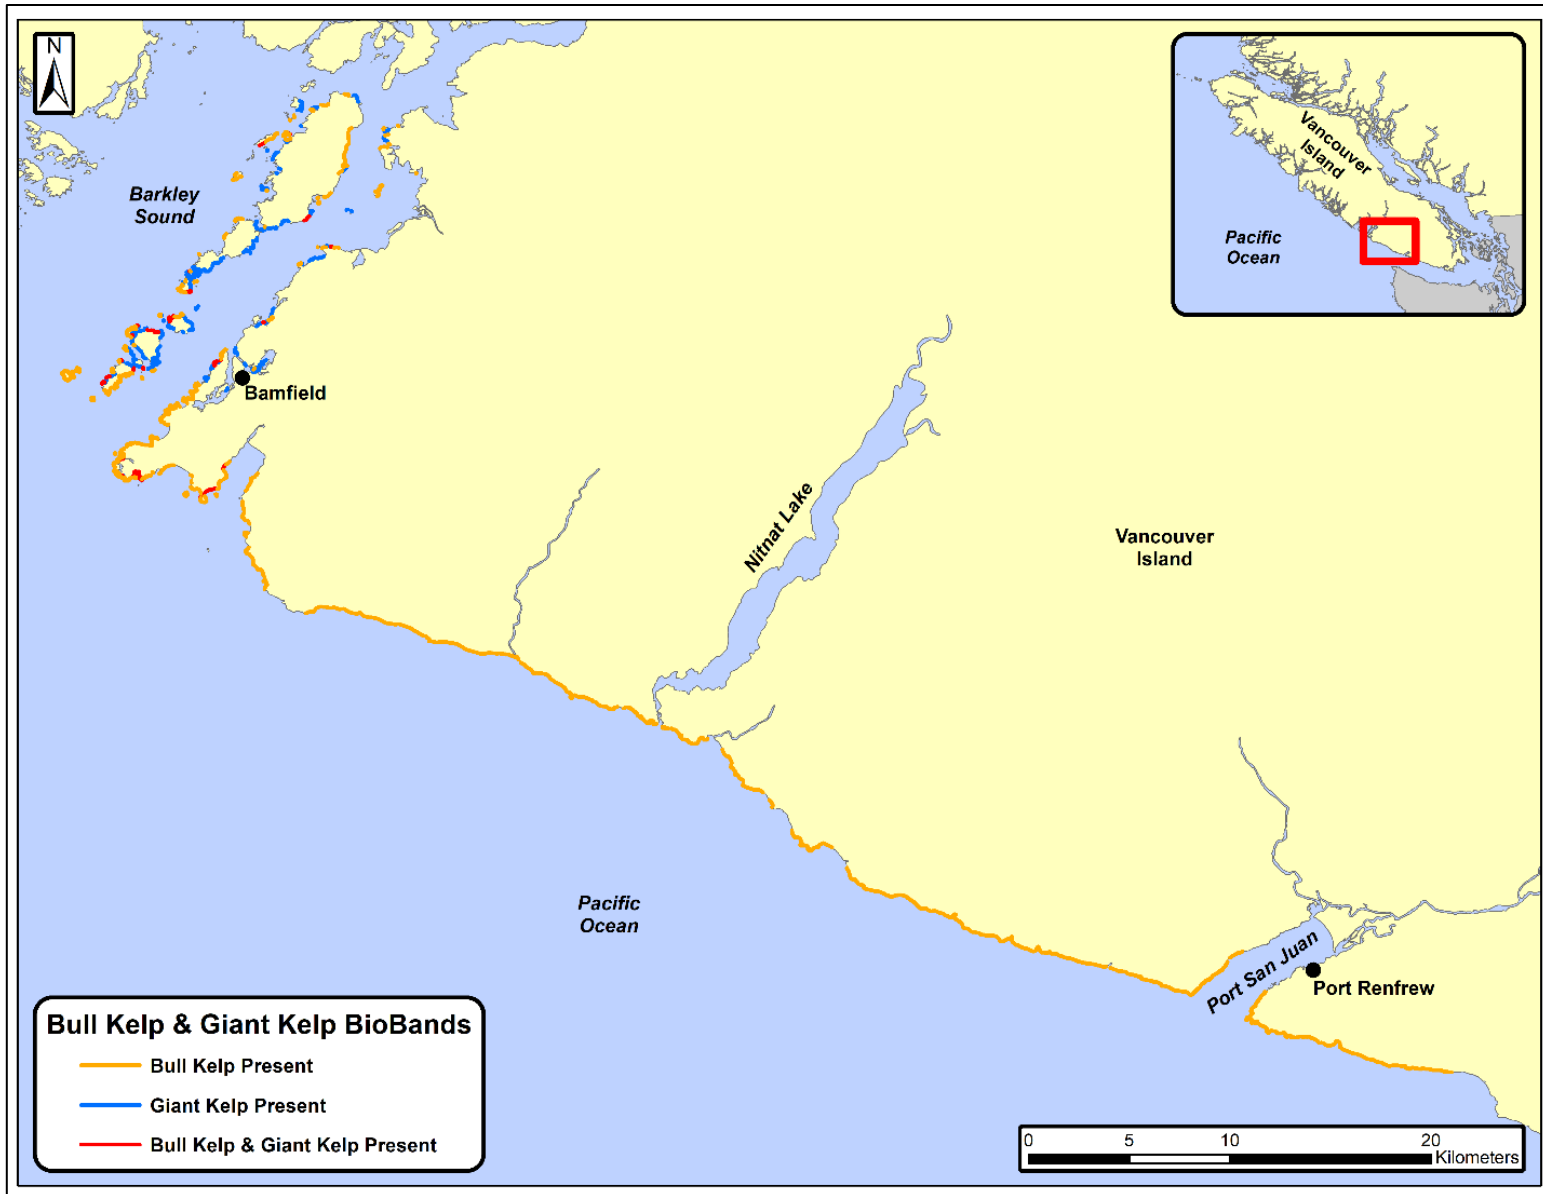 N
Barkley
Sound
Vancouver
Island
Pacific
Ocean
Bamfield
Nitnat Lake
Vancouver
Island
Pacific
Ocean
Port San Juan
Port Renfrew
Bull Kelp & Giant Kelp BioBands
Bull Kelp Present
Giant Kelp Present
Bull Kelp & Giant Kelp Present
0 5 10 20
Kilometers